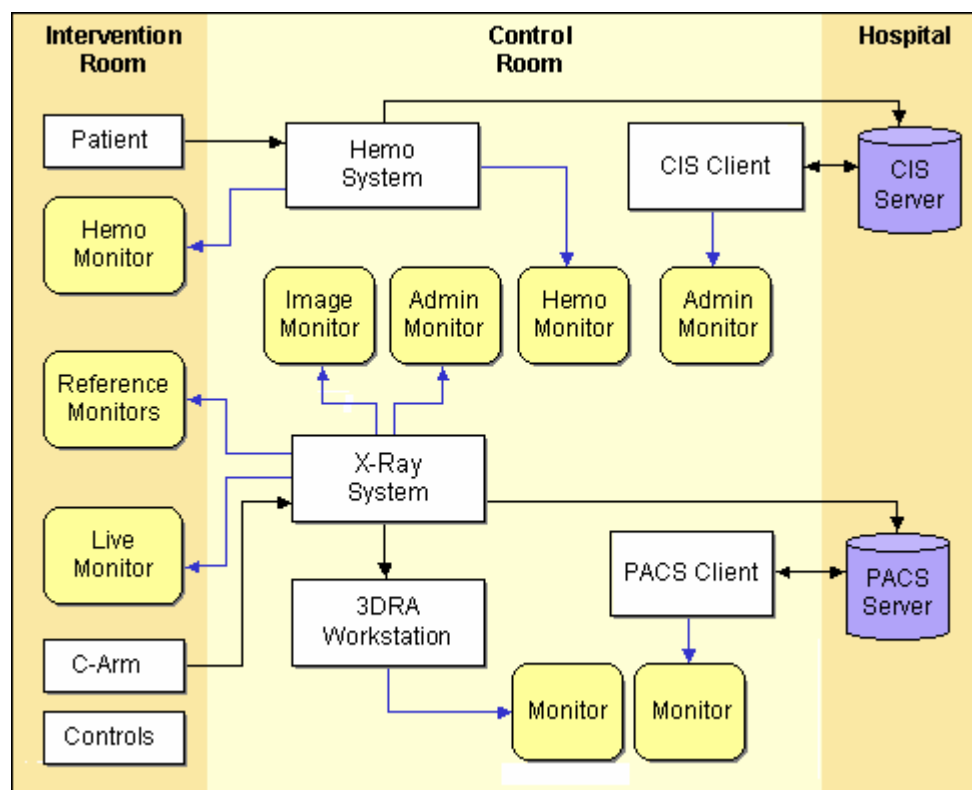 Intervention
Room
Control
Room
Hospital
Patient
Hemo
System
CIS Client
CIS
Server
Hemo
Monitor
Image
Monitor
Admin
Monitor
Hemo
Monitor
Admin
Monitor
Reference
Monitors
X-Ray
System
Live
Monitor
PACS Client
PACS
Server
3DRA
Workstation
C-Arm
Monitor
Monitor
Controls